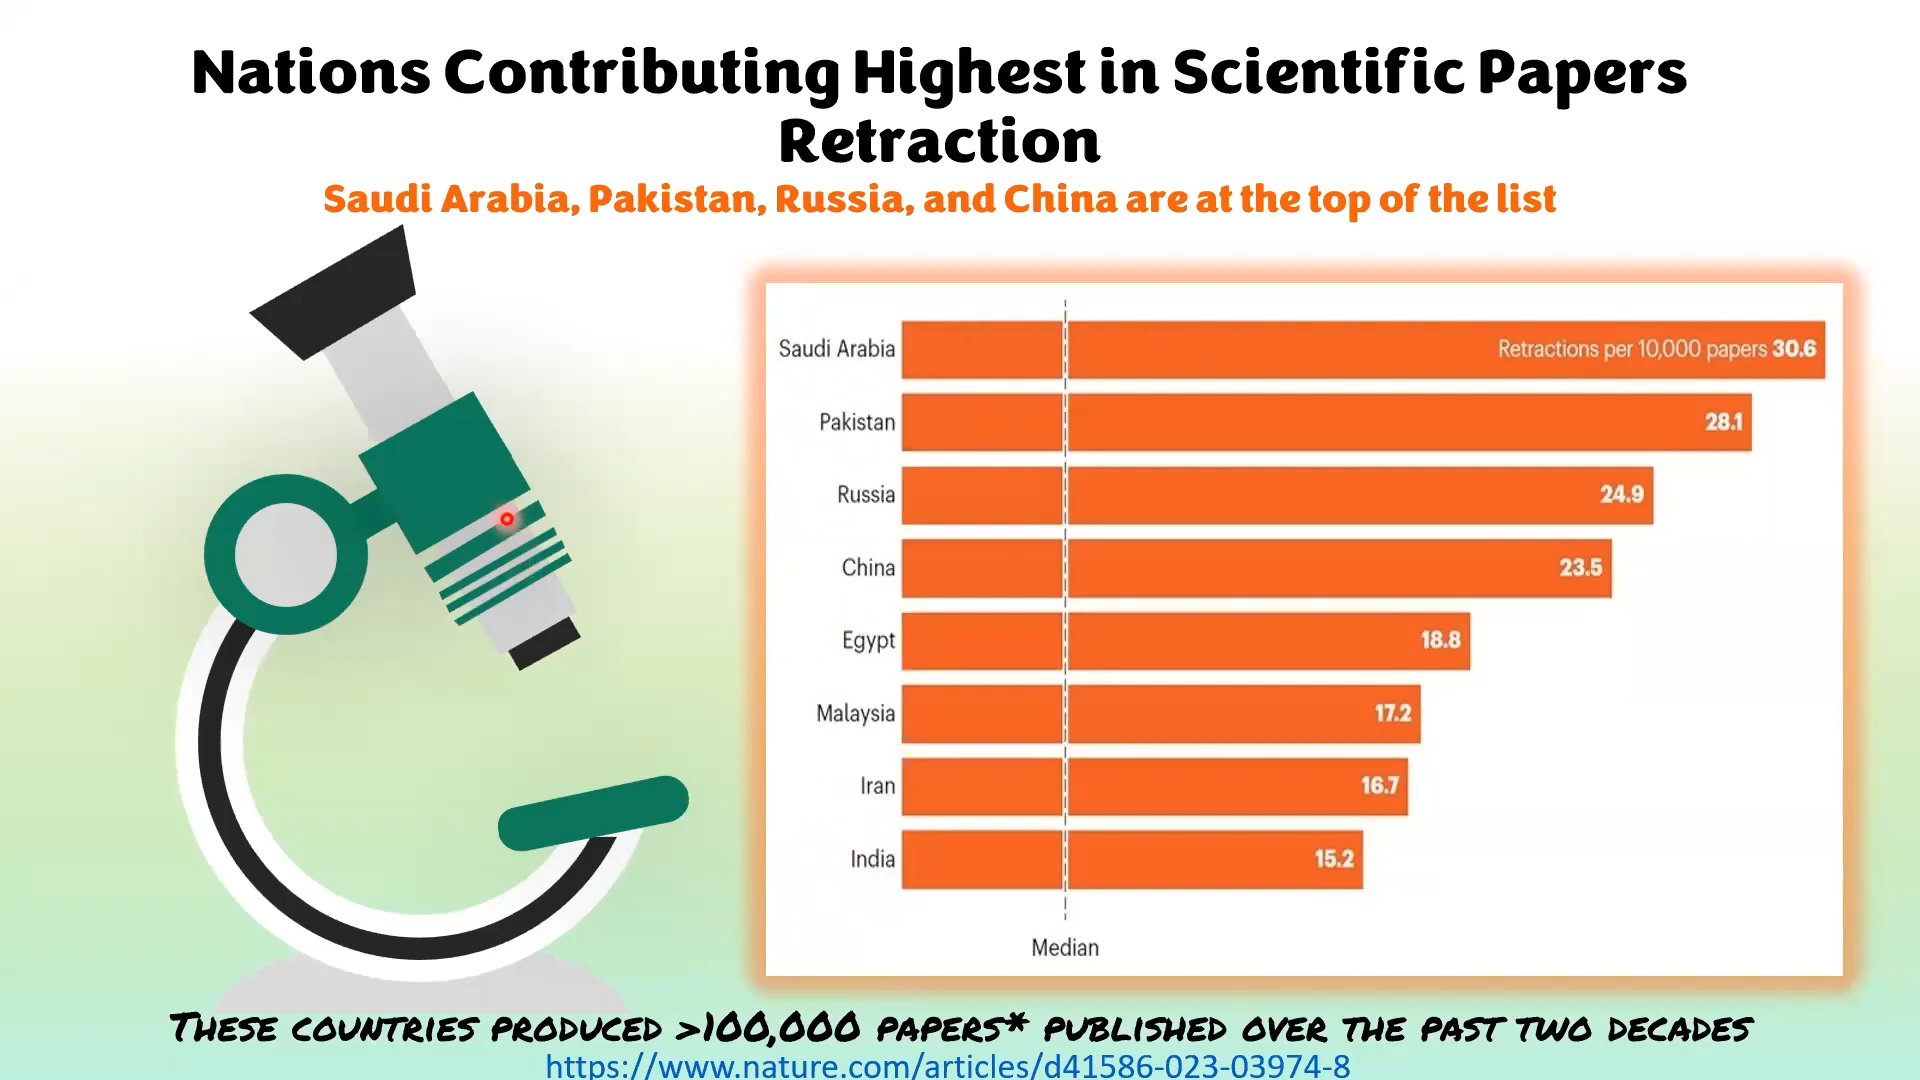 Nations Contributing Highest in Scientific Papers
Retraction
Saudi Arabia, Pakistan, Russia, and China are at the top of the list
Saudi Arabia Retractions per 10,000 papers 30.6
Pakistan 28.1
Russia 24.9
China 23.5
Egypt 18.8
Malaysia 17.2
Iran 16.7
India 15.2
Median
These countries produced >100,000 papers* published over the past two decades
https://www.nature.com/articles/d41586-023-03974-8